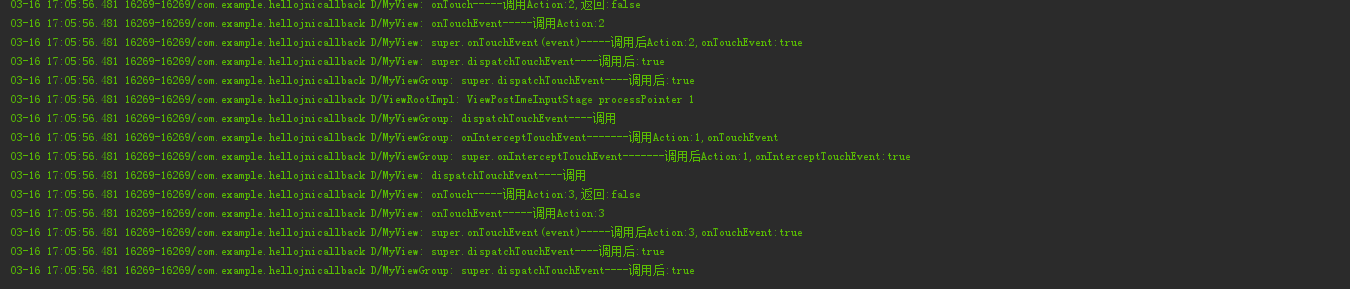 03-16 17:05:56.481 16269-16269/com.example.hellojnicallback D/MyView: onTouch-----调用Action:2,返回:false
03-16 17:05:56.481 16269-16269/com.example.hellojnicallback D/MyView: onTouchEvent-----调用Action:2
03-16 17:05:56.481 16269-16269/com.example.hellojnicallback D/MyView: super.onTouchEvent(event)-----调用后Action:2,onTouchEvent:true
03-16 17:05:56.481 16269-16269/com.example.hellojnicallback D/MyView: super.dispatchTouchEvent----调用后:true
03-16 17:05:56.481 16269-16269/com.example.hellojnicallback D/MyViewGroup: super.dispatchTouchEvent----调用后:true
03-16 17:05:56.481 16269-16269/com.example.hellojnicallback D/ViewRootImpl: ViewPostImeInputStage processPointer 1
03-16 17:05:56.481 16269-16269/com.example.hellojnicallback D/MyViewGroup: dispatchTouchEvent----调用
03-16 17:05:56.481 16269-16269/com.example.hellojnicallback D/MyViewGroup: onInterceptTouchEvent-------调用Action:1,onTouchEvent
03-16 17:05:56.481 16269-16269/com.example.hellojnicallback D/MyViewGroup: super.onInterceptTouchEvent-------调用后Action:1,onInterceptTouchEvent:true
03-16 17:05:56.481 16269-16269/com.example.hellojnicallback D/MyView: dispatchTouchEvent----调用
03-16 17:05:56.481 16269-16269/com.example.hellojnicallback D/MyView: onTouch-----调用Action:3,返回:false
03-16 17:05:56.481 16269-16269/com.example.hellojnicallback D/MyView: onTouchEvent-----调用Action:3
03-16 17:05:56.481 16269-16269/com.example.hellojnicallback D/MyView: super.onTouchEvent(event)-----调用后Action:3,onTouchEvent:true
03-16 17:05:56.481 16269-16269/com.example.hellojnicallback D/MyView: super.dispatchTouchEvent----调用后:true
03-16 17:05:56.481 16269-16269/com.example.hellojnicallback D/MyViewGroup: super.dispatchTouchEvent----调用后:true